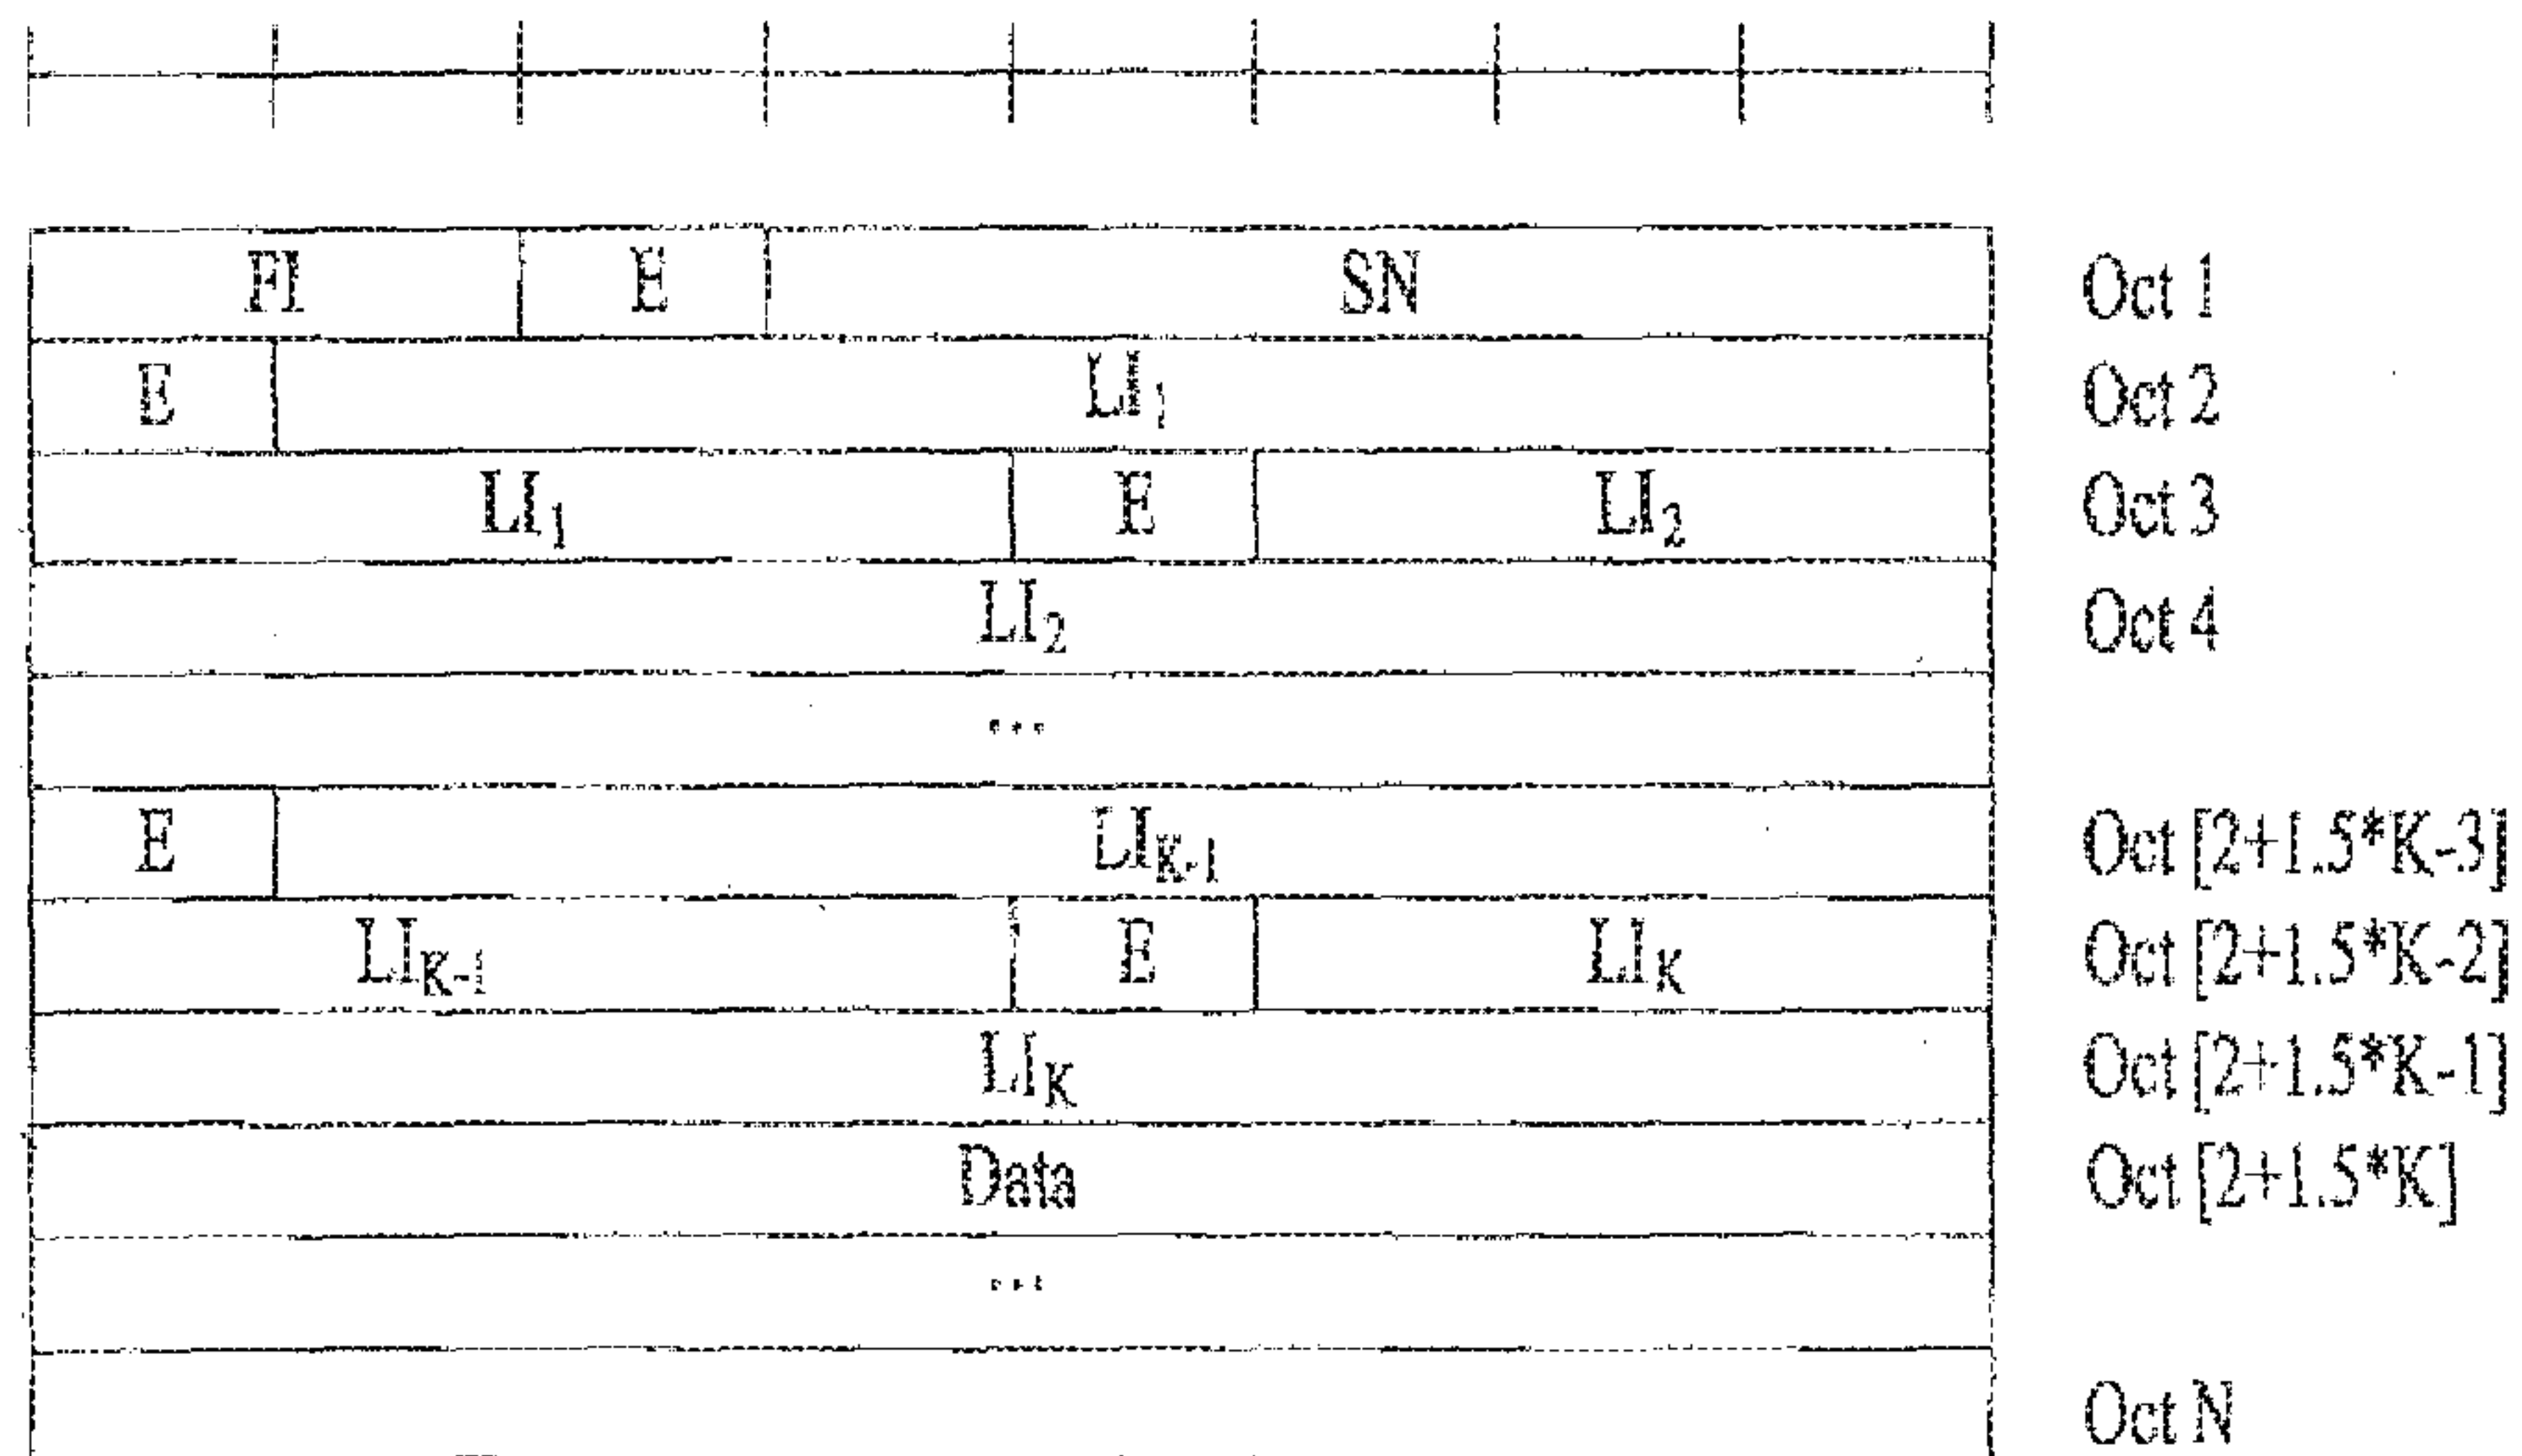 FI E SN Oct 1
E LI1 Oct 2
LI1 E LI2 Oct 3
LI2 Oct 4
...
E LIK-1 Oct [2+1.5*K-3]
LIK-1 E LIK Oct [2+1.5*K-2]
LIK Oct [2+1.5*K-1]
Data Oct [2+1.5*K]
...
Oct N